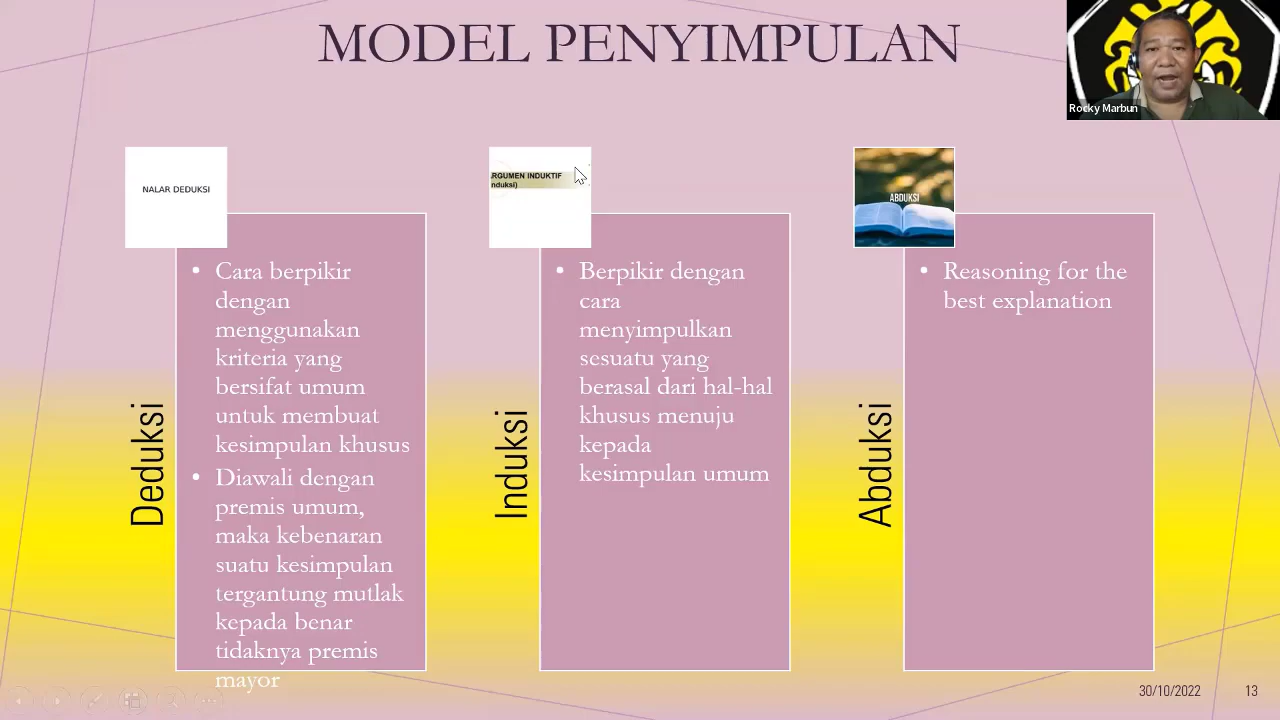 MODEL PENYIMPULAN
Rocky Marbun
NALAR DEDUKSI
Deduksi
• Cara berpikir
dengan
menggunakan
kriteria yang
bersifat umum
untuk membuat
kesimpulan khusus
• Diawali dengan
premis umum,
maka kebenaran
suatu kesimpulan
tergantung mutlak
kepada benar
tidaknya premis
mayor
RGUMEN INDUKTIF
nduksi)
Induksi
• Berpikir dengan
cara
menyimpulkan
sesuatu yang
berasal dari hal-hal
khusus menuju
kepada
kesimpulan umum
ABDUKSI
Abduksi
• Reasoning for the
best explanation
30/10/2022
13